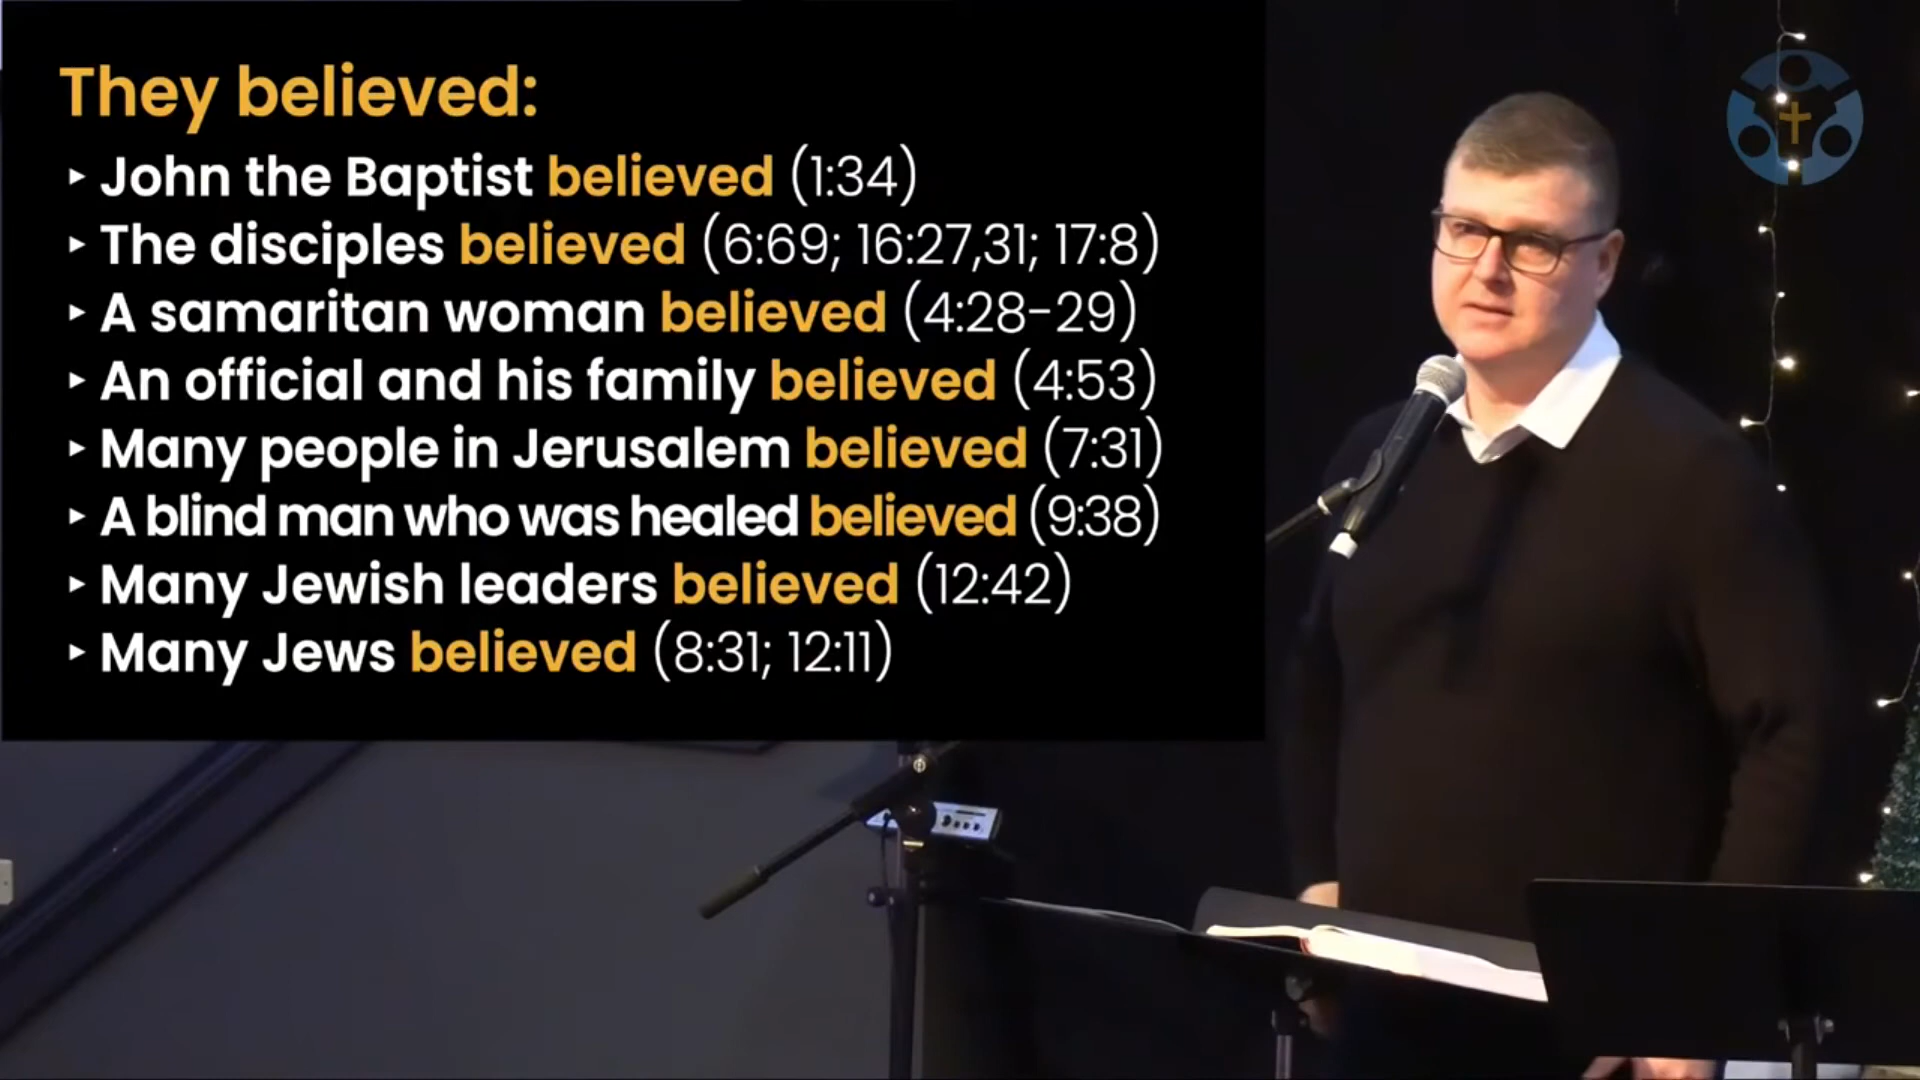 They believed:
‣ John the Baptist believed (1:34)
‣ The disciples believed (6:69; 16:27,31; 17:8)
‣ A samaritan woman believed (4:28-29)
‣ An official and his family believed (4:53)
‣ Many people in Jerusalem believed (7:31)
‣ A blind man who was healed believed (9:38)
‣ Many Jewish leaders believed (12:42)
‣ Many Jews believed (8:31; 12:11)